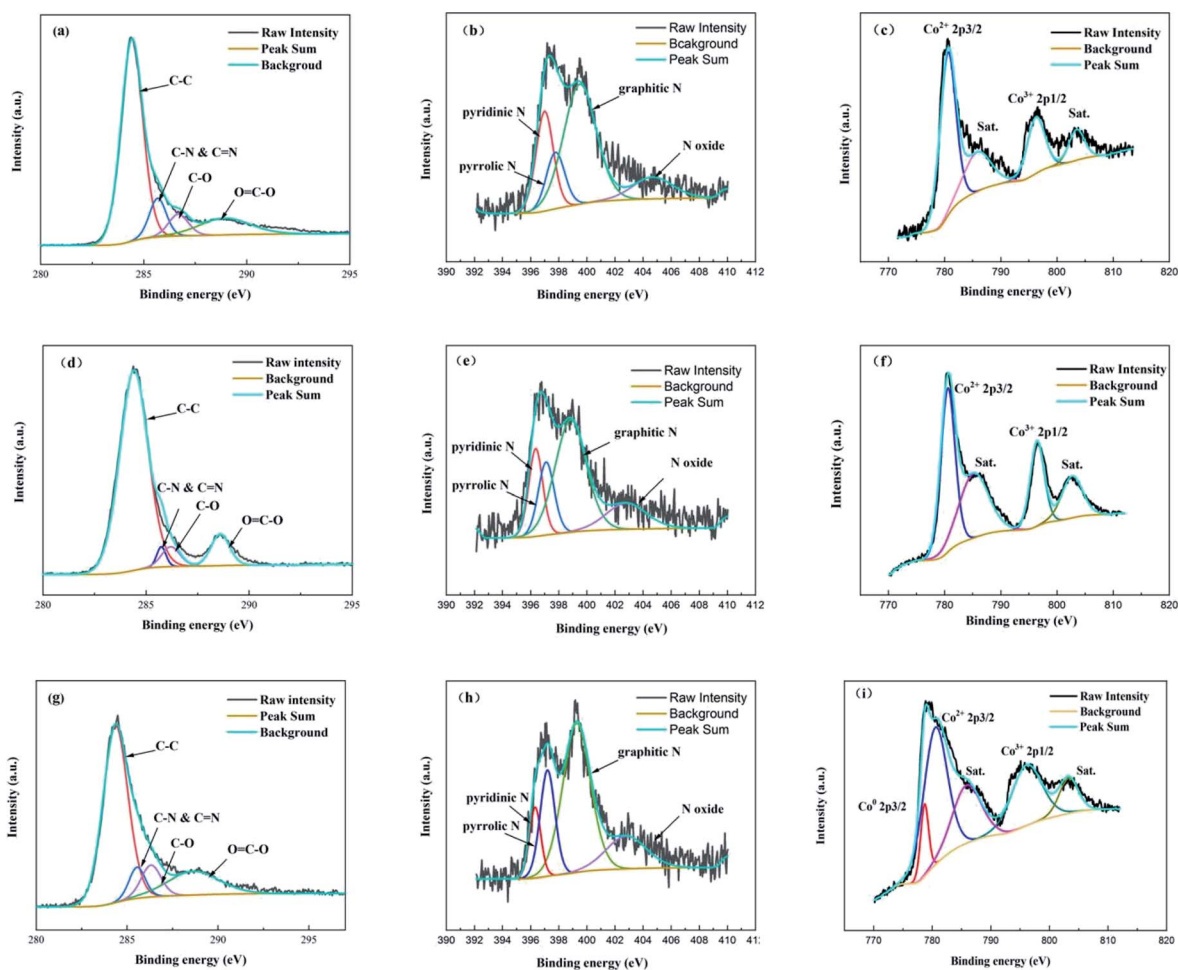 (a)
Raw Intensity
Peak Sum
Backgroud
C-C
C-N & C=N
C-O
O=C-O
Intensity (a.u.)
280 285 290 295
Binding energy (eV)
(b)
Raw Intensity
Bcakground
Peak Sum
graphitic N
pyridinic N
pyrrolic N
N oxide
Intensity (a.u.)
390 392 394 396 398 400 402 404 406 408 410 412
Binding energy (eV)
(c)
Co2+ 2p3/2
Raw Intensity
Background
Peak Sum
Co3+ 2p1/2
Sat.
Sat.
Intensity (a.u.)
770 780 790 800 810 820
Binding energy (eV)
(d)
Raw intensity
Background
Peak Sum
C-C
C-N & C=N
C-O
O=C-O
Intensity (a.u.)
280 285 290 295
Binding energy (eV)
(e)
Raw Intensity
Background
Peak Sum
graphitic N
pyridinic N
N oxide
pyrrolic N
Intensity (a.u.)
390 392 394 396 398 400 402 404 406 408 410 412
Binding energy (eV)
(f)
Raw Intensity
Background
Peak Sum
Co2+ 2p3/2
Co3+ 2p1/2
Sat.
Sat.
Intensity (a.u.)
770 780 790 800 810 820
Binding energy (eV)
(g)
Raw intensity
Peak Sum
Background
C-C
C-N & C=N
C-O
O=C-O
Intensity (a.u.)
280 285 290 295
Binding energy (eV)
(h)
Raw Intensity
Background
Peak Sum
graphitic N
pyridinic N
N oxide
pyrrolic N
Intensity (a.u.)
390 392 394 396 398 400 402 404 406 408 410
Binding energy (eV)
(i)
Raw Intensity
Background
Peak Sum
Co2+ 2p3/2
Co3+ 2p1/2
Sat.
Sat.
Co0 2p3/2
Intensity (a.u.)
770 780 790 800 810 820
Binding energy (eV)